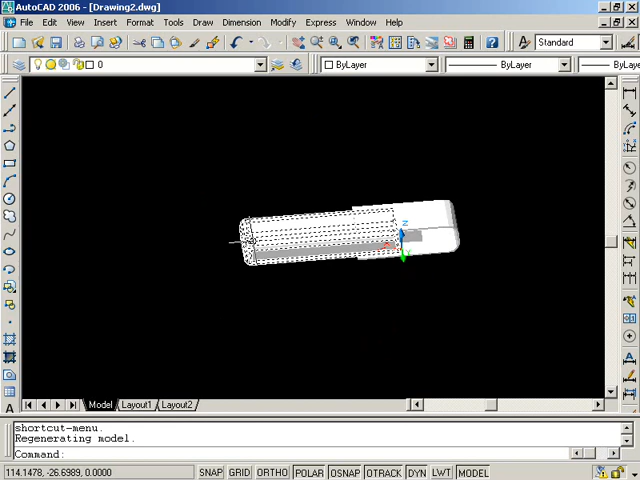 AutoCAD 2006 - [Drawing2.dwg]
File Edit View Insert Format Tools Draw Dimension Modify Express Window Help
Standard
0 ByLayer ByLayer ByLay
Z
Y
Model Layout1 Layout2
shortcut-menu.
Regenerating model.
Command:
114.1478, -26.6989, 0.0000 SNAP GRID ORTHO POLAR OSNAP OTRACK DYN LWT MODEL